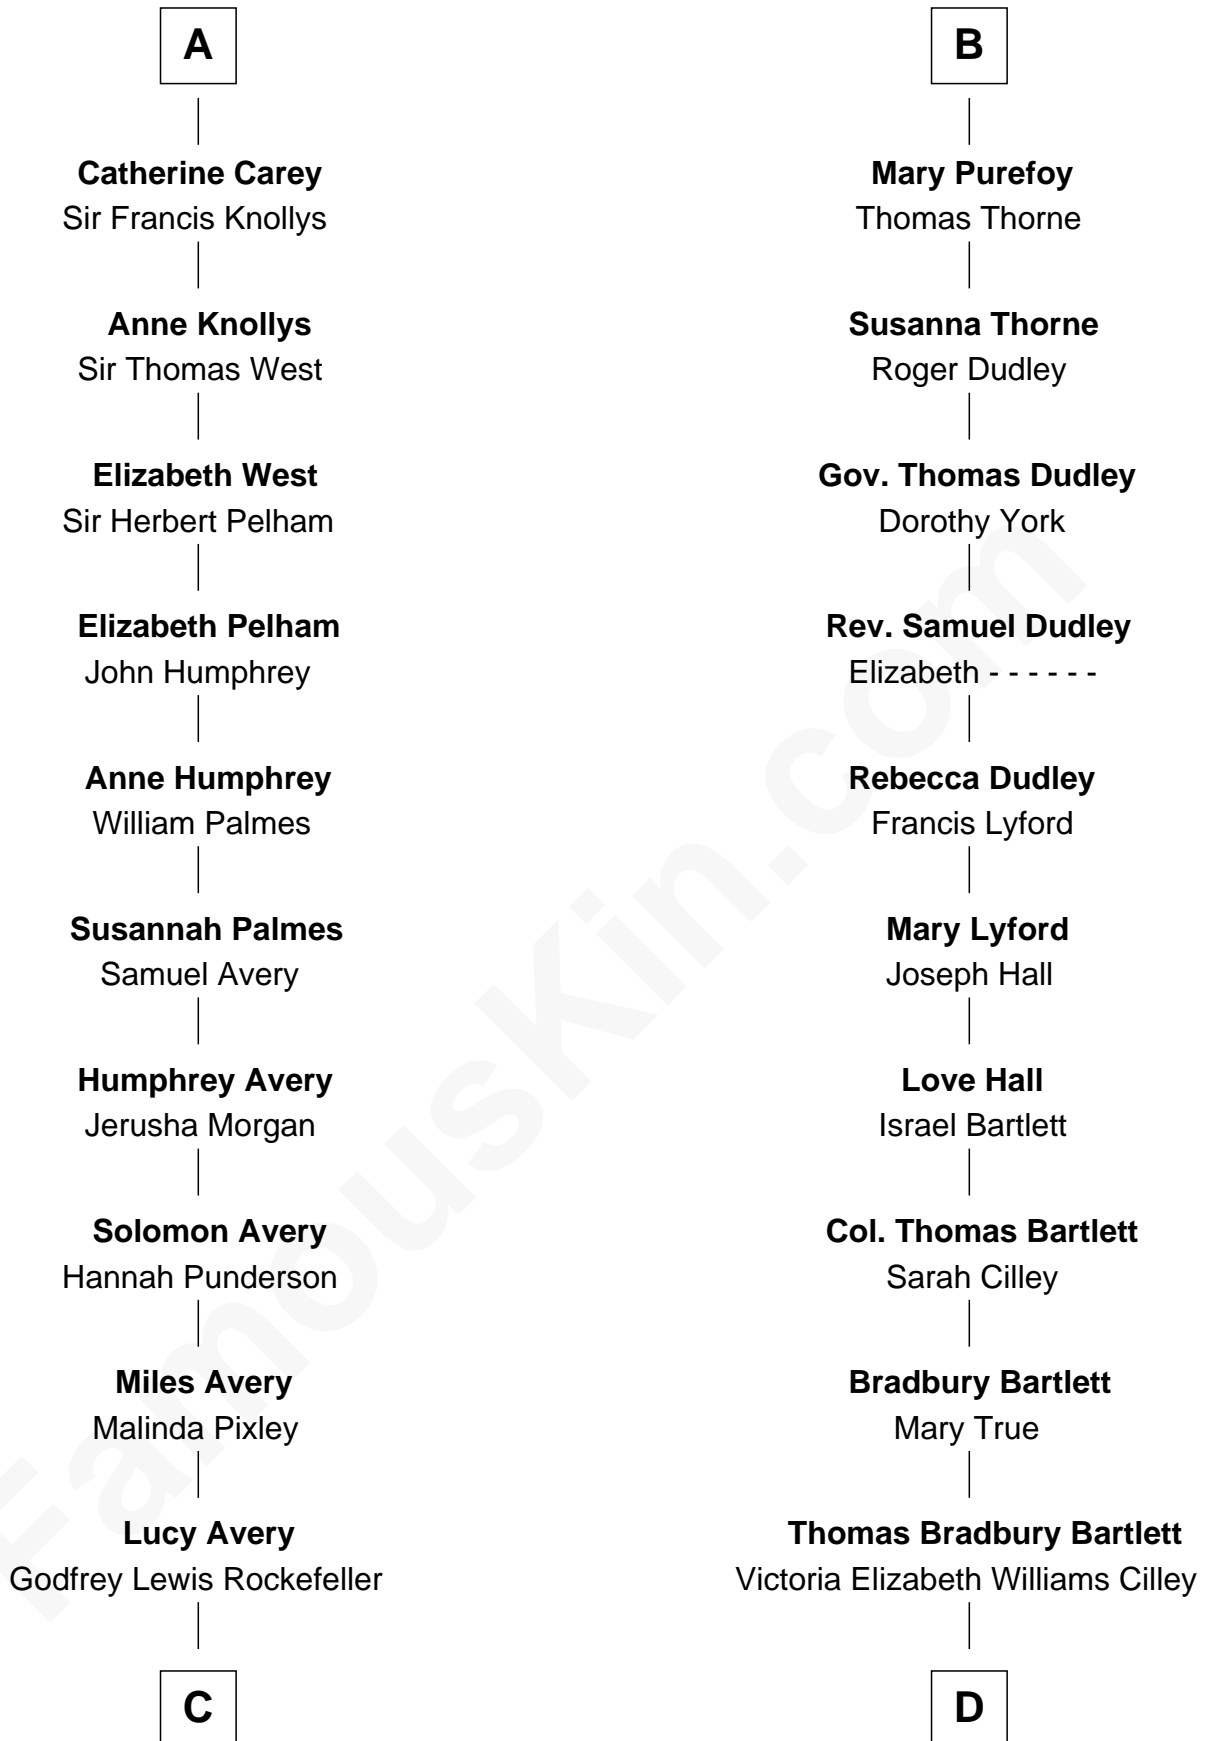 A
Catherine Carey
Sir Francis Knollys
Anne Knollys
Sir Thomas West
Elizabeth West
Sir Herbert Pelham
Elizabeth Pelham
John Humphrey
Anne Humphrey
William Palmes
Susannah Palmes
Samuel Avery
Humphrey Avery
Jerusha Morgan
Solomon Avery
Hannah Punderson
Miles Avery
Malinda Pixley
Lucy Avery
Godfrey Lewis Rockefeller
C
B
Mary Purefoy
Thomas Thorne
Susanna Thorne
Roger Dudley
Gov. Thomas Dudley
Dorothy York
Rev. Samuel Dudley
Elizabeth - - - - - -
Rebecca Dudley
Francis Lyford
Mary Lyford
Joseph Hall
Love Hall
Israel Bartlett
Col. Thomas Bartlett
Sarah Cilley
Bradbury Bartlett
Mary True
Thomas Bradbury Bartlett
Victoria Elizabeth Williams Cilley
D
FamousKin.com